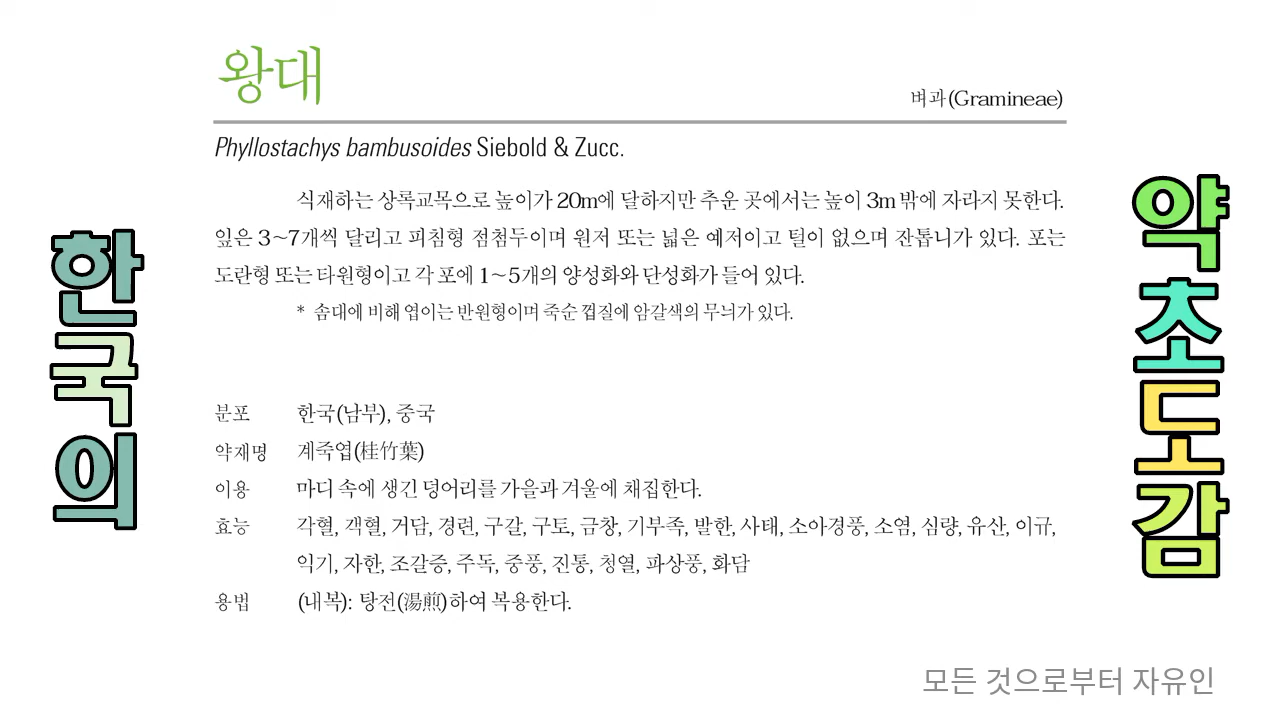 왕대
벼과(Gramineae)
Phyllostachys bambusoides Siebold & Zucc.
식재하는 상록교목으로 높이가 20m에 달하지만 추운 곳에서는 높이 3m 밖에 자라지 못한다.
잎은 3~7개씩 달리고 피침형 점첨두이며 원저 또는 넓은 예저이고 털이 없으며 잔톱니가 있다. 포는
도란형 또는 타원형이고 각 포에 1~5개의 양성화와 단성화가 들어 있다.
* 솜대에 비해 엽이는 반원형이며 죽순 껍질에 암갈색의 무늬가 있다.
분포 한국(남부), 중국
약재명 계죽엽(桂竹葉)
이용 마디 속에 생긴 덩어리를 가을과 겨울에 채집한다.
효능 각혈, 객혈, 거담, 경련, 구갈, 구토, 금창, 기부족, 발한, 사태, 소아경풍, 소염, 심량, 유산, 이규,
익기, 자한, 조갈증, 주독, 중풍, 진통, 청열, 파상풍, 화담
용법 (내복): 탕전(湯煎)하여 복용한다.
한국의
약초도감
모든 것으로부터 자유인